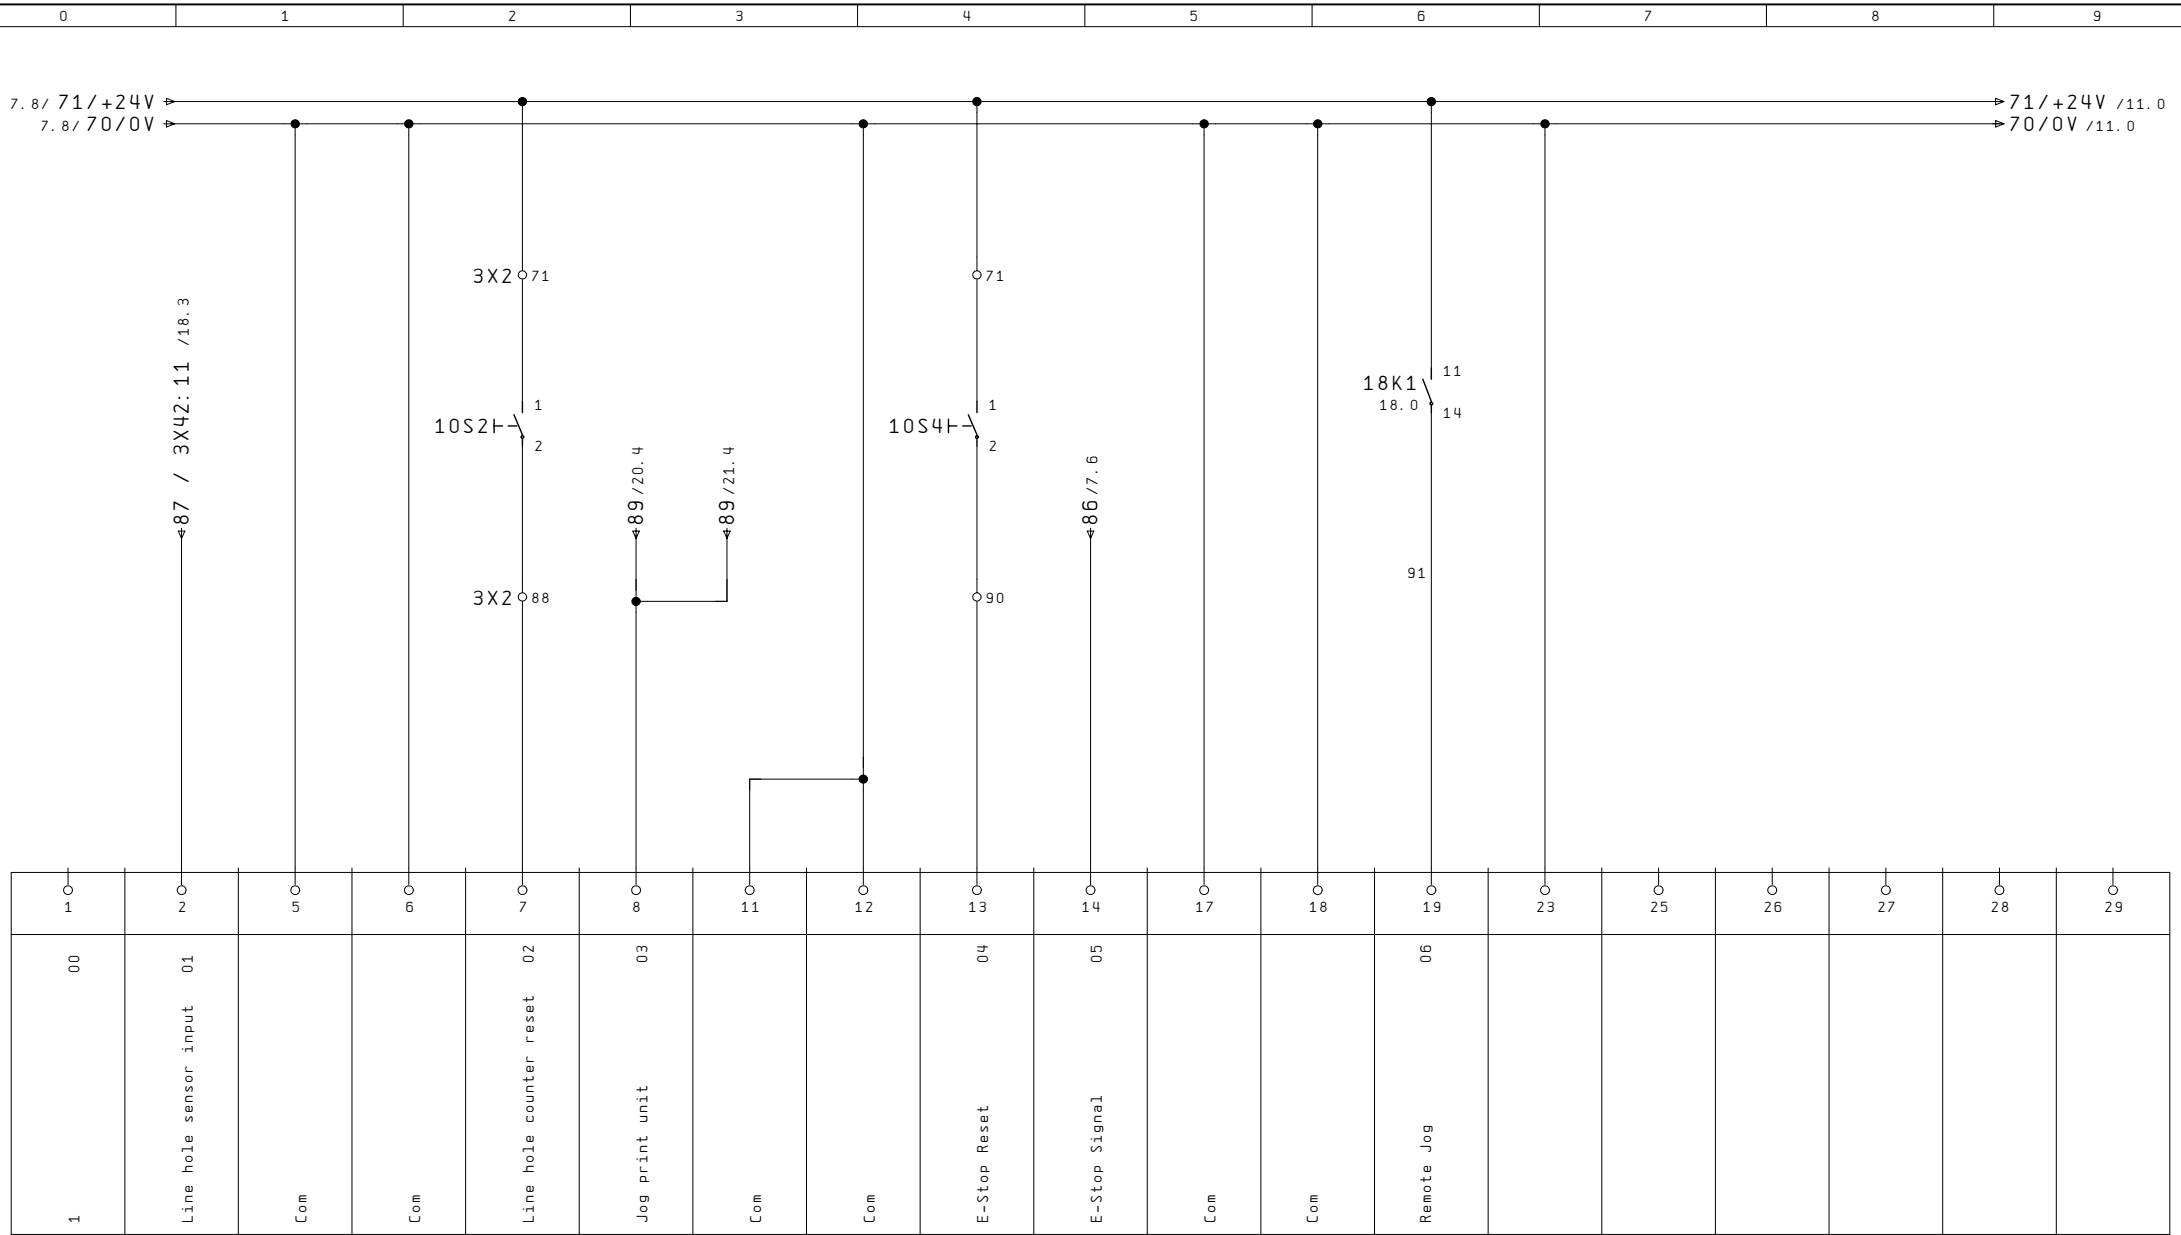 0 1 2 3 4 5 6 7 8 9
7.8/ 71/+24V
71/+24V /11.0
7.8/ 70/0V
70/0V /11.0
3X2 71
71
87 / 3X42:11 /18.3
18K1
18.0
11
14
10S2
1
2
10S4
1
2
89 /20.4
89 /21.4
86 /7.6
91
3X2 88
90
1 2 5 6 7 8 11 12 13 14 17 18 19 23 25 26 27 28 29
1 00
Line hole sensor input 01
Com
Com
Line hole counter reset 02
Jog print unit 03
Com
Com
E-Stop Reset 04
E-Stop Signal 05
Com
Com
Remote Jog 06